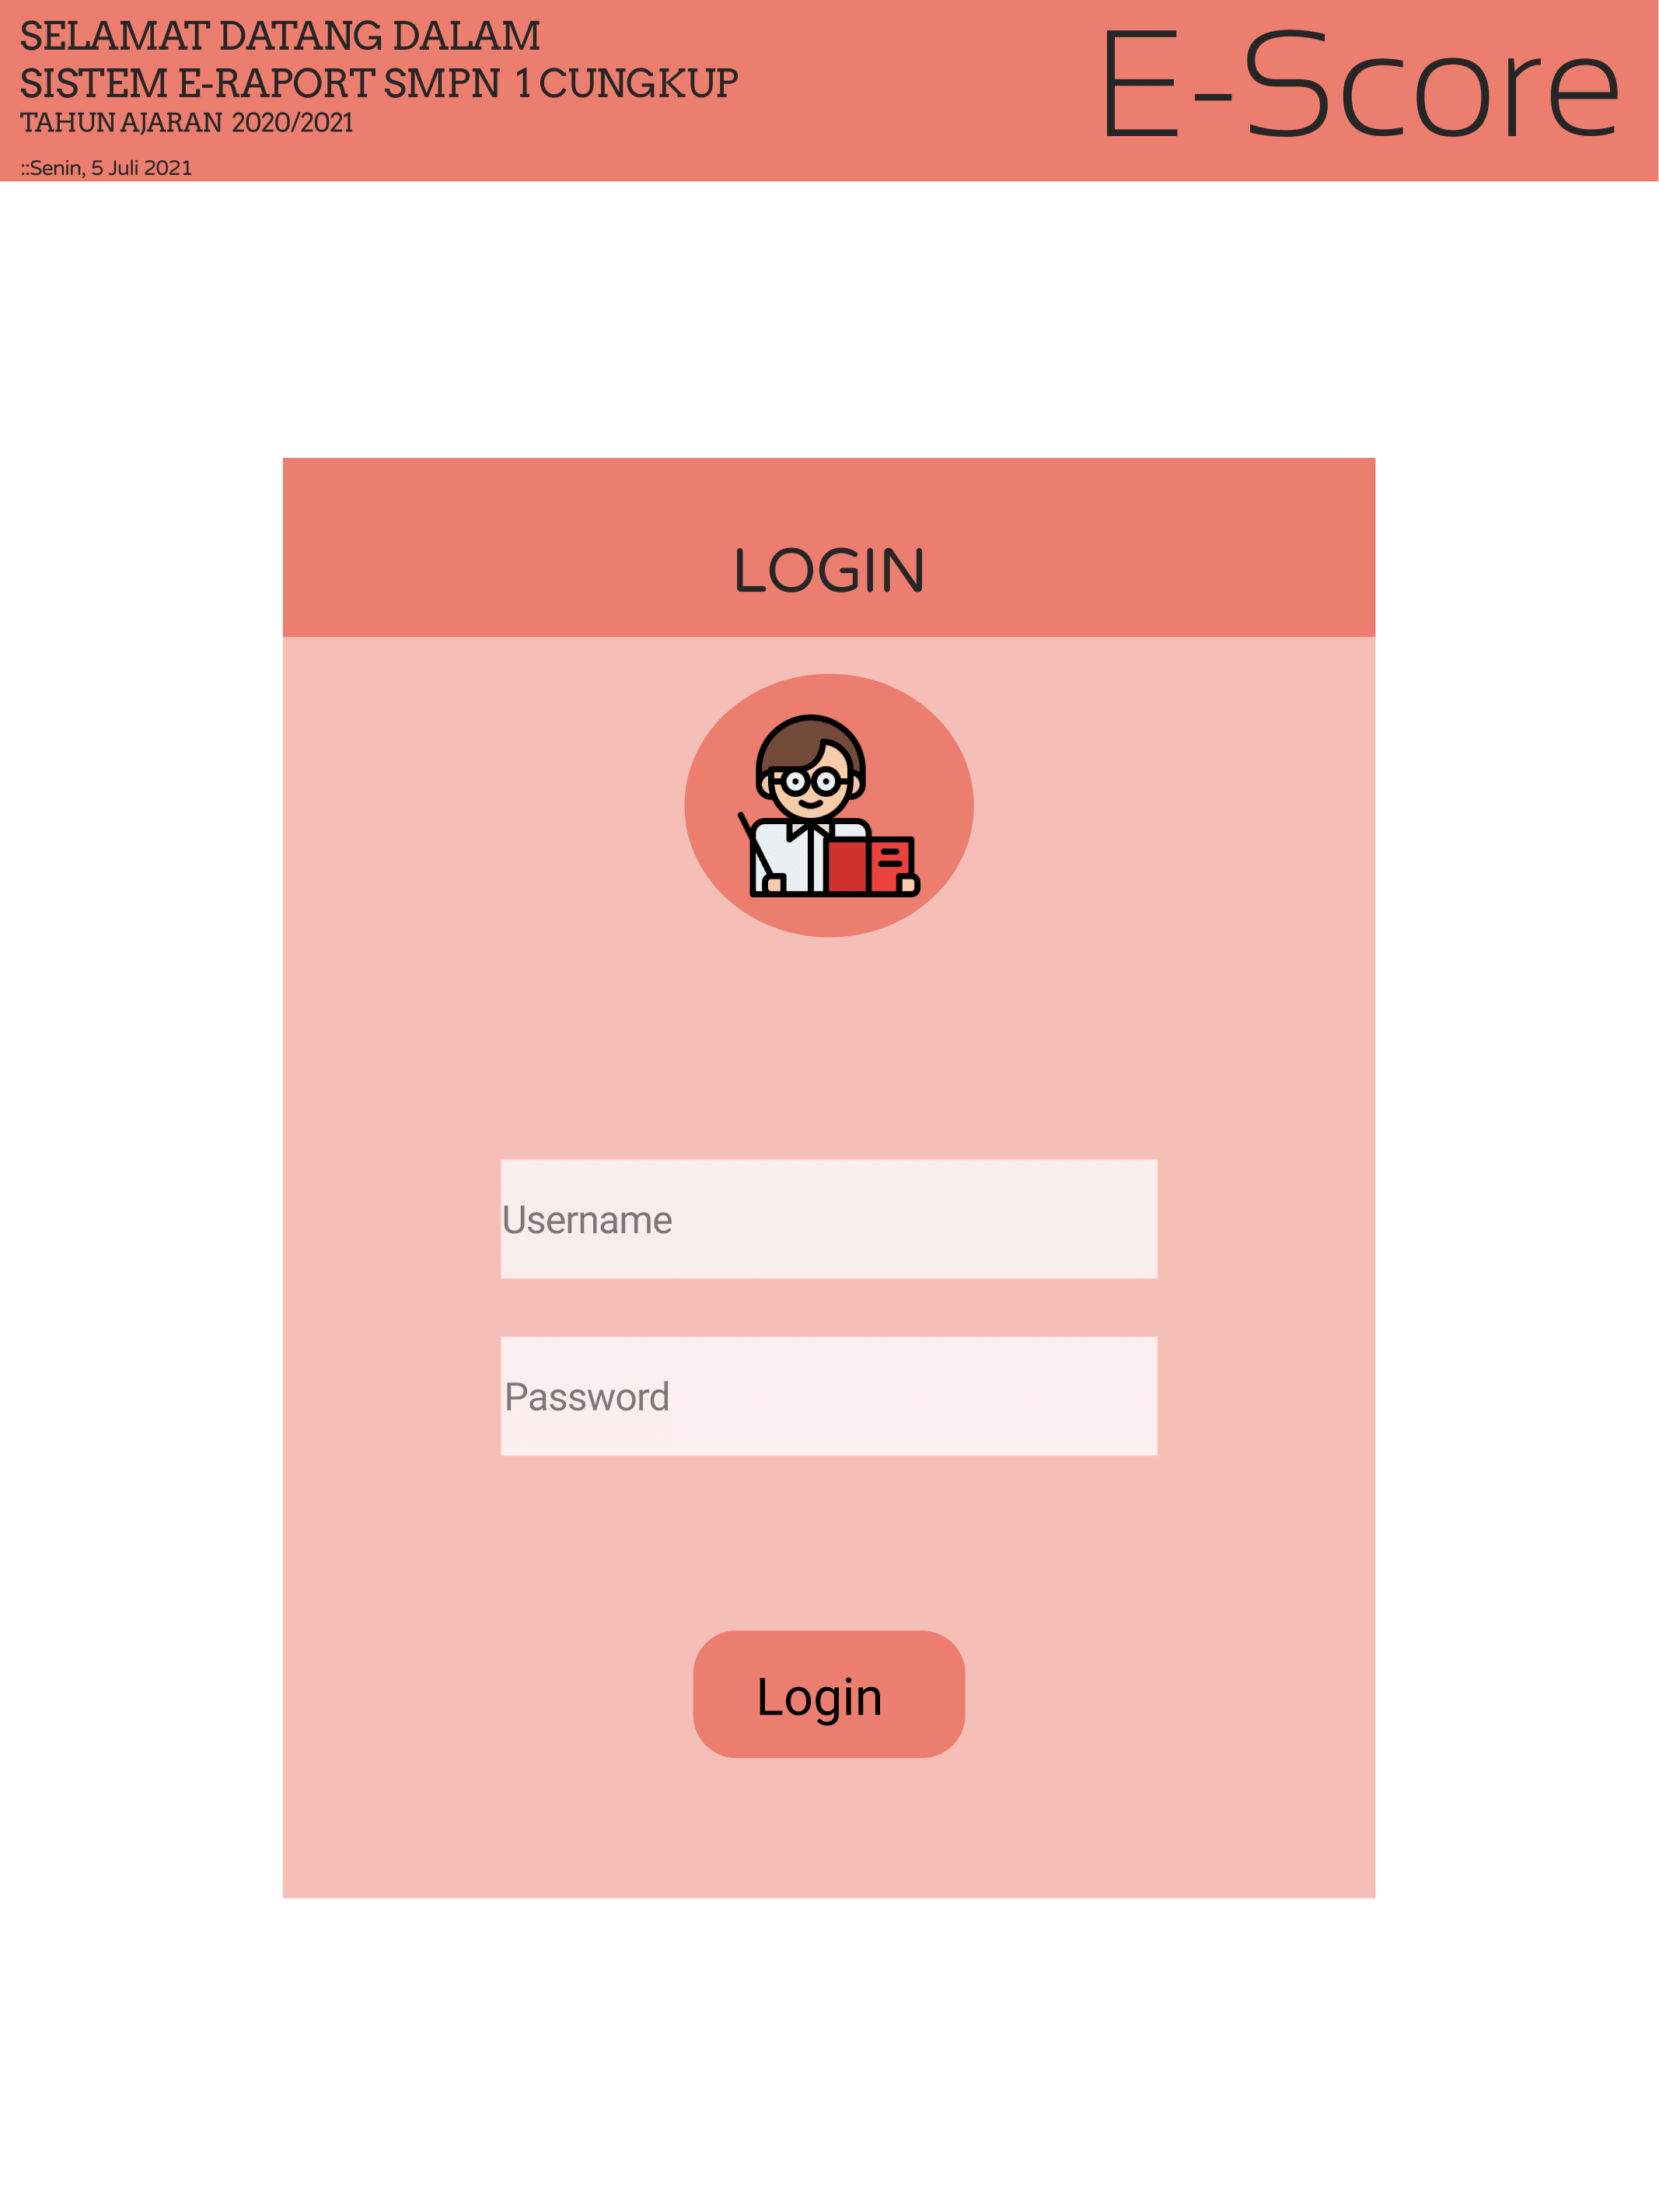 SELAMAT DATANG DALAM
SISTEM E-RAPORT SMPN 1 CUNGKUP
TAHUN AJARAN 2020/2021
::Senin, 5 Juli 2021
E-Score
LOGIN
Username
Password
Login